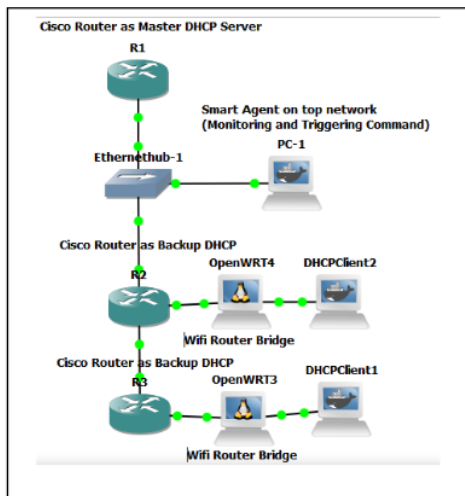 Cisco Router as Master DHCP Server
R1
Smart Agent on top network
(Monitoring and Triggering Command)
PC-1
Ethernethub-1
Cisco Router as Backup DHCP
R2
OpenWRT4
DHCPClient2
Wifi Router Bridge
Cisco Router as Backup DHCP
R3
OpenWRT3
DHCPClient1
Wifi Router Bridge